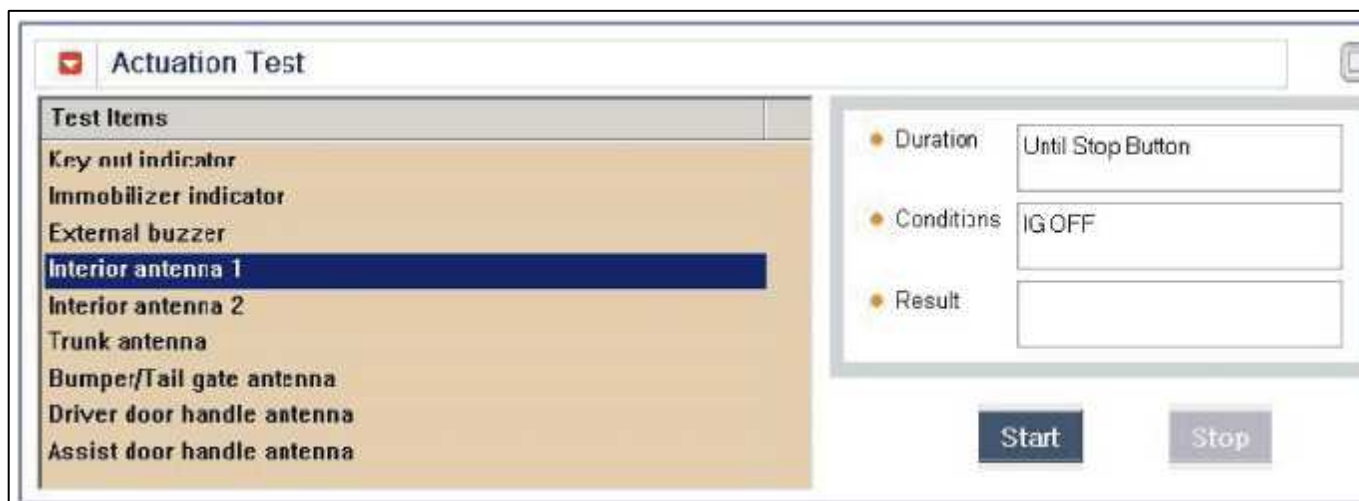 Actuation Test
Test Items
Key out indicator
Immobilizer indicator
External buzzer
Interior antenna 1
Interior antenna 2
Trunk antenna
Bumper/Tail gate antenna
Driver door handle antenna
Assist door handle antenna
Duration
Until Stop Button
Conditions
IG OFF
Result
Start
Stop